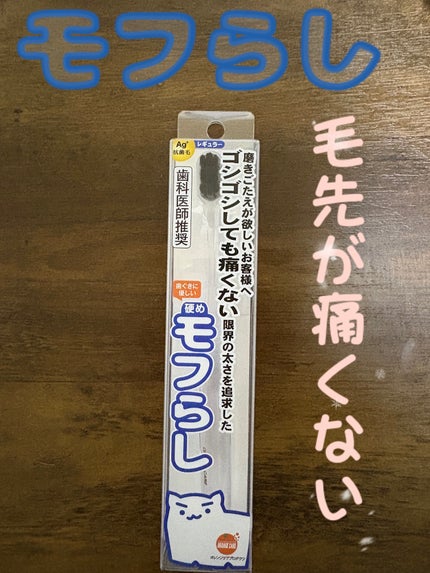 モフらし
毛先が痛くない
Ag+
抗菌毛
レギュラー
歯科医師推奨
磨きごたえが欲しいお客様へ
ゴシゴシしても痛くない
限界の太さを追求した
歯ぐきに
優しい
硬め
モフらし